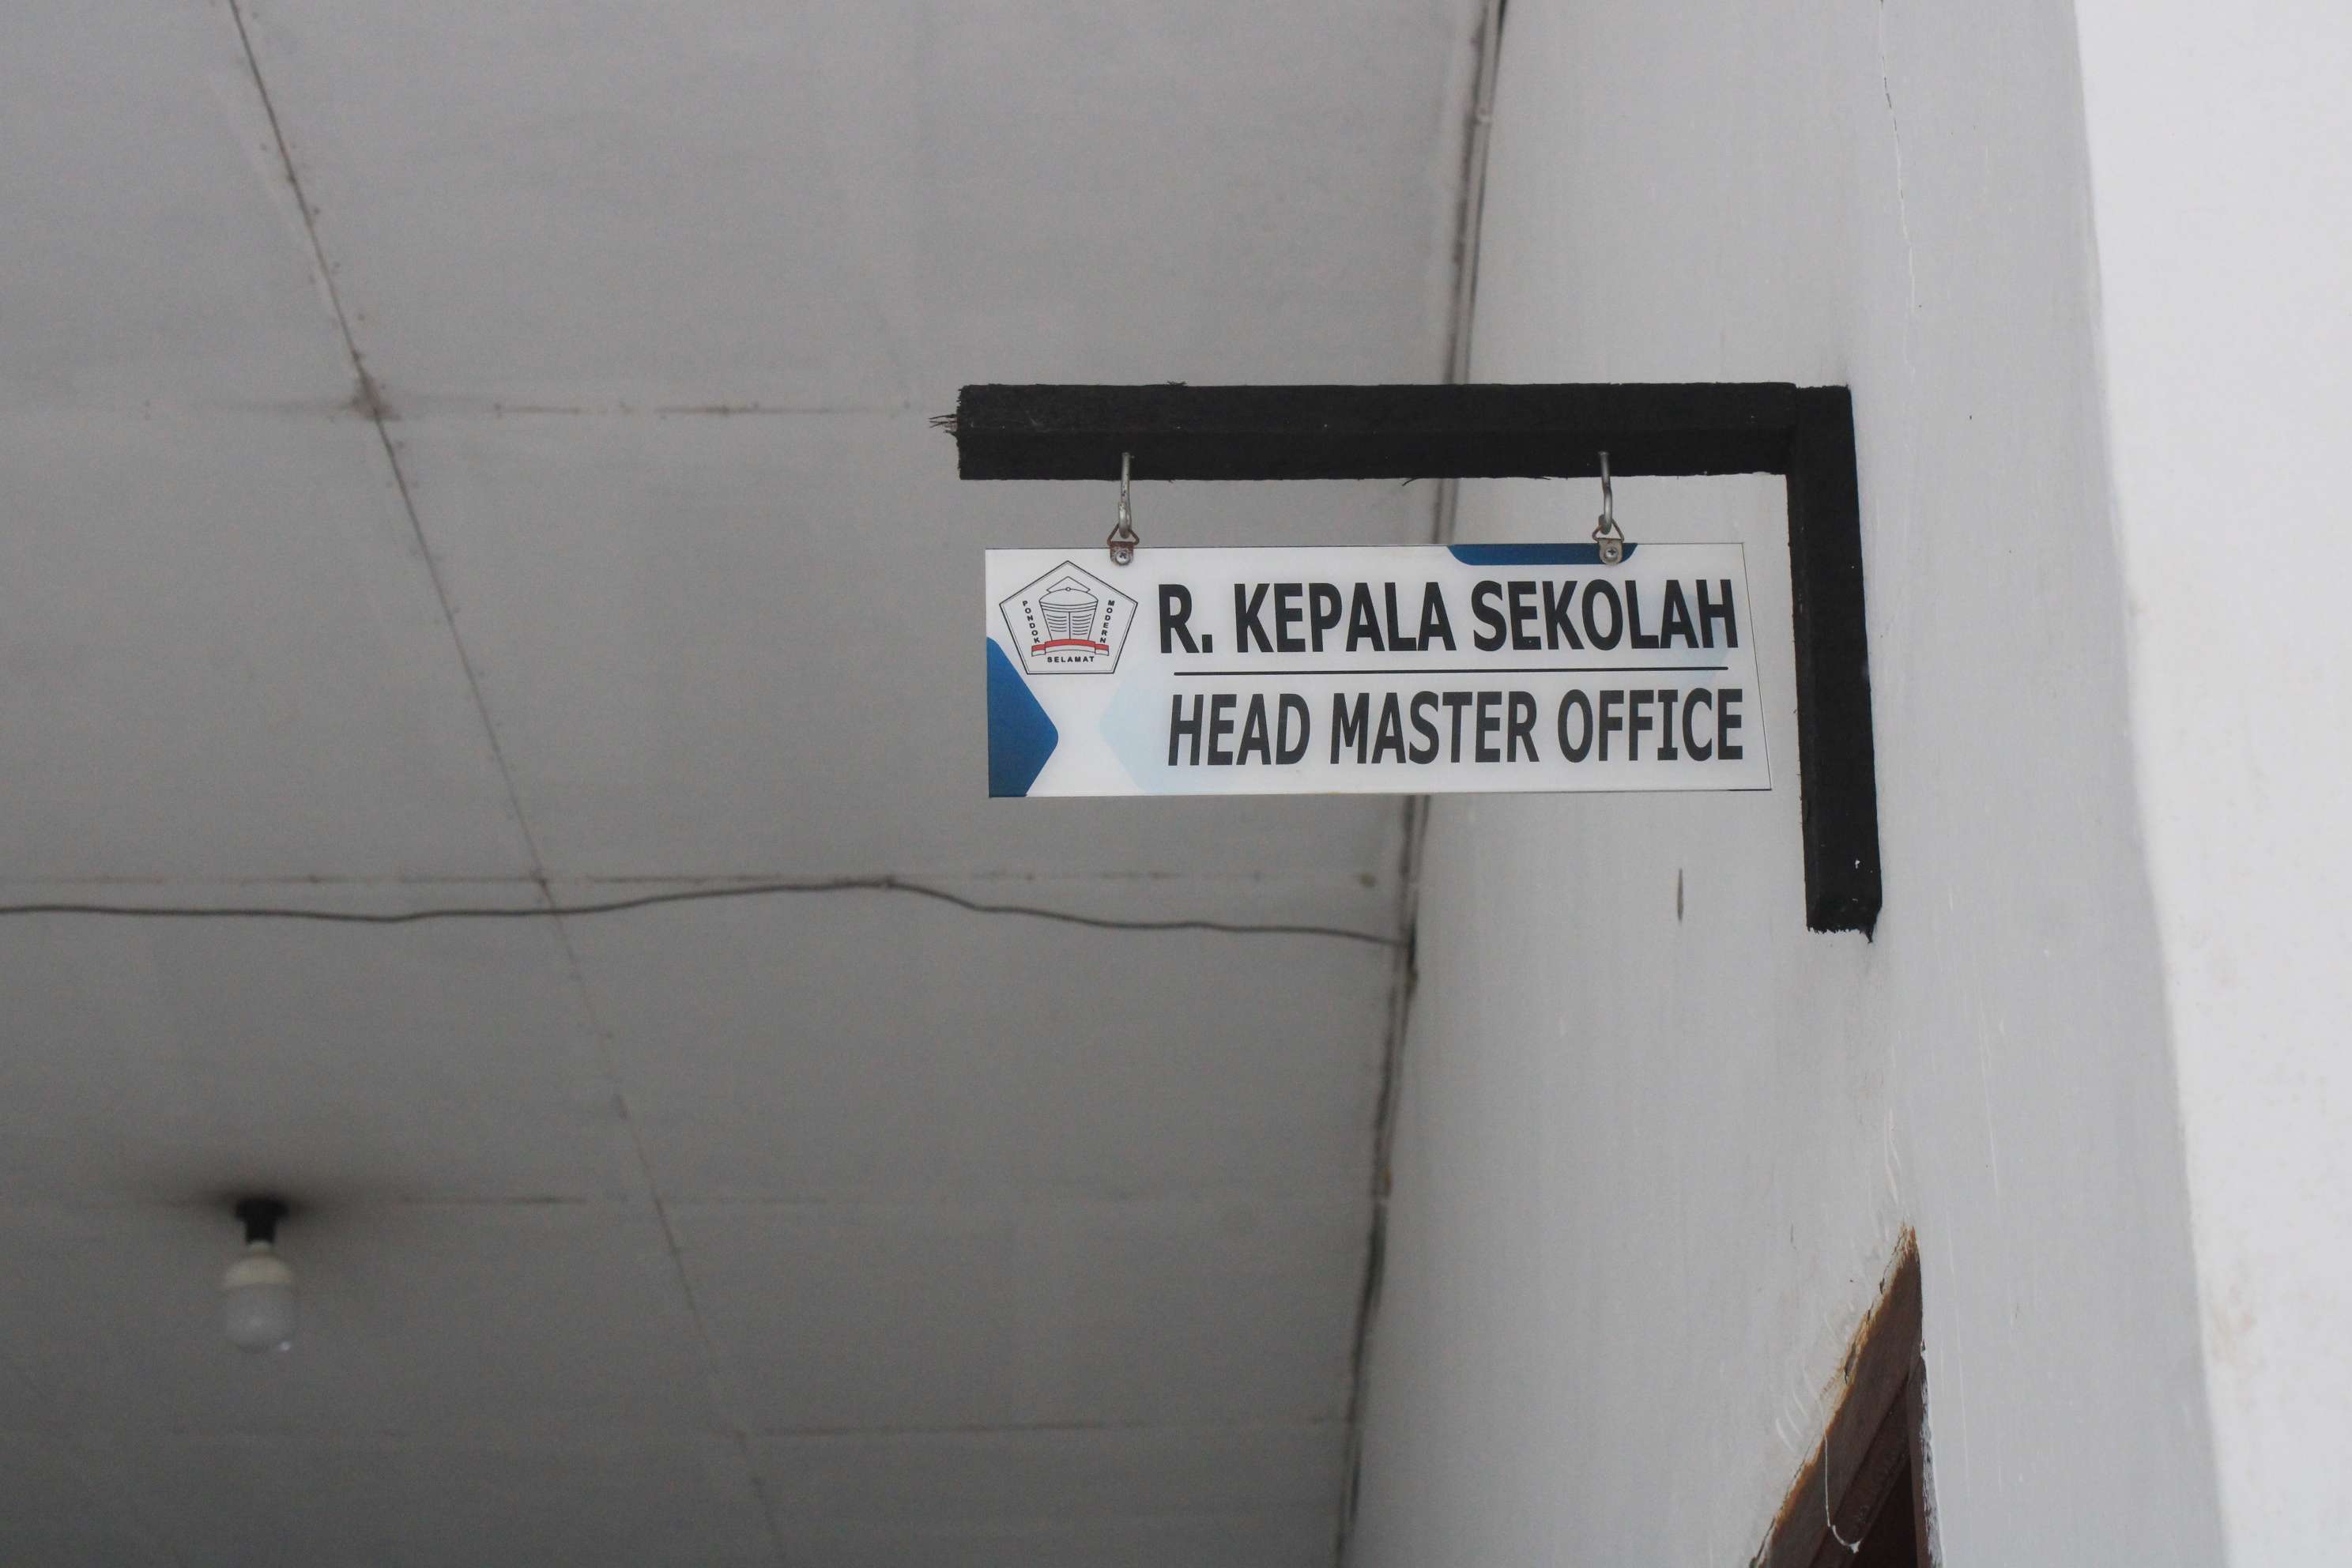 PONDOK MODERN
SELAMAT
R. KEPALA SEKOLAH
HEAD MASTER OFFICE